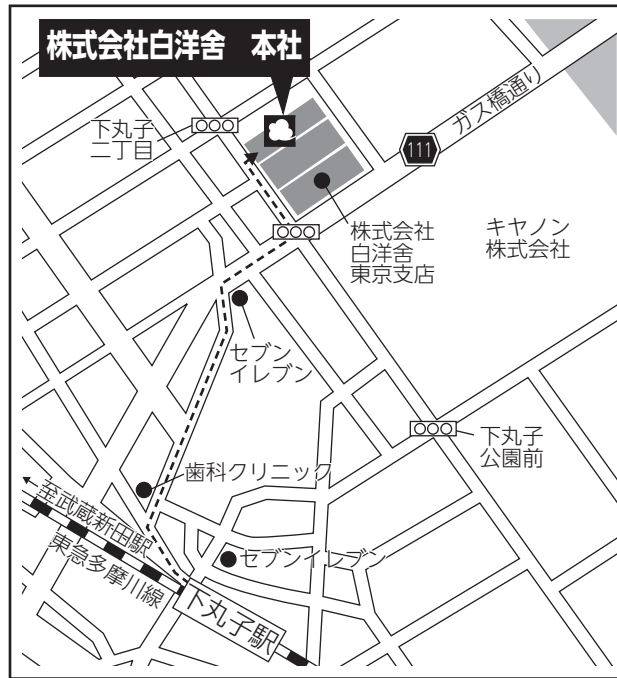 株式会社白洋舍　本社
下丸子
二丁目
ガス橋通り
111
株式会社
白洋舍
東京支店
キヤノン
株式会社
セブン
イレブン
下丸子
公園前
歯科クリニック
至武蔵新田駅
東急多摩川線
セブンイレブン
下丸子駅